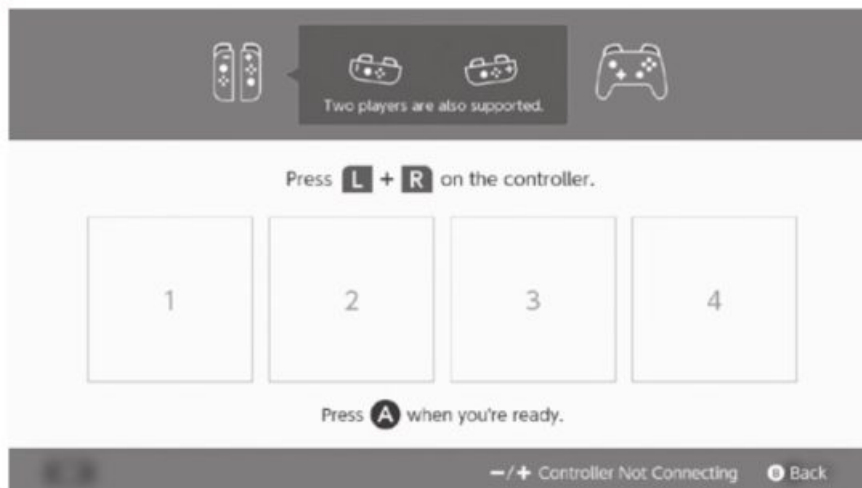 Two players are also supported.
Press L + R on the controller.
1 2 3 4
Press A when you're ready.
−/+ Controller Not Connecting B Back